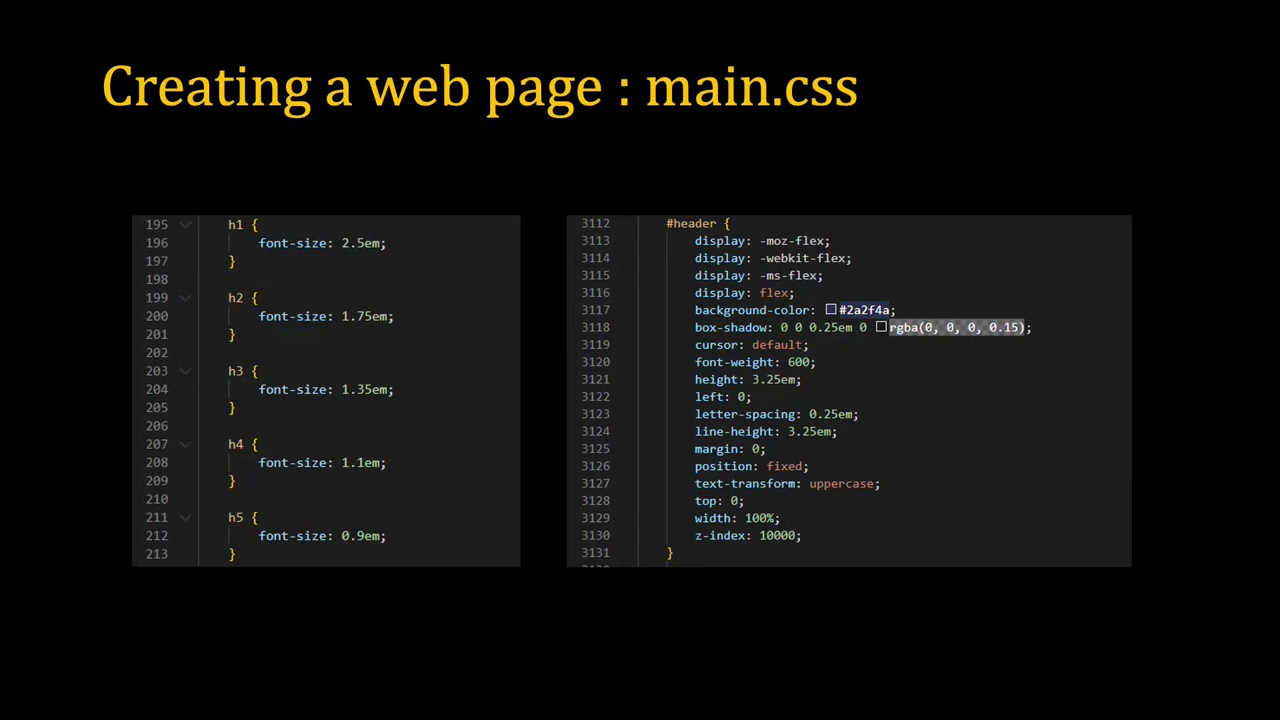 Creating a web page : main.css
195 h1 {
196 font-size: 2.5em;
197 }
198
199 h2 {
200 font-size: 1.75em;
201 }
202
203 h3 {
204 font-size: 1.35em;
205 }
206
207 h4 {
208 font-size: 1.1em;
209 }
210
211 h5 {
212 font-size: 0.9em;
213 }
3112 #header {
3113 display: -moz-flex;
3114 display: -webkit-flex;
3115 display: -ms-flex;
3116 display: flex;
3117 background-color: #2a2f4a;
3118 box-shadow: 0 0 0.25em 0 rgba(0, 0, 0, 0.15);
3119 cursor: default;
3120 font-weight: 600;
3121 height: 3.25em;
3122 left: 0;
3123 letter-spacing: 0.25em;
3124 line-height: 3.25em;
3125 margin: 0;
3126 position: fixed;
3127 text-transform: uppercase;
3128 top: 0;
3129 width: 100%;
3130 z-index: 10000;
3131 }